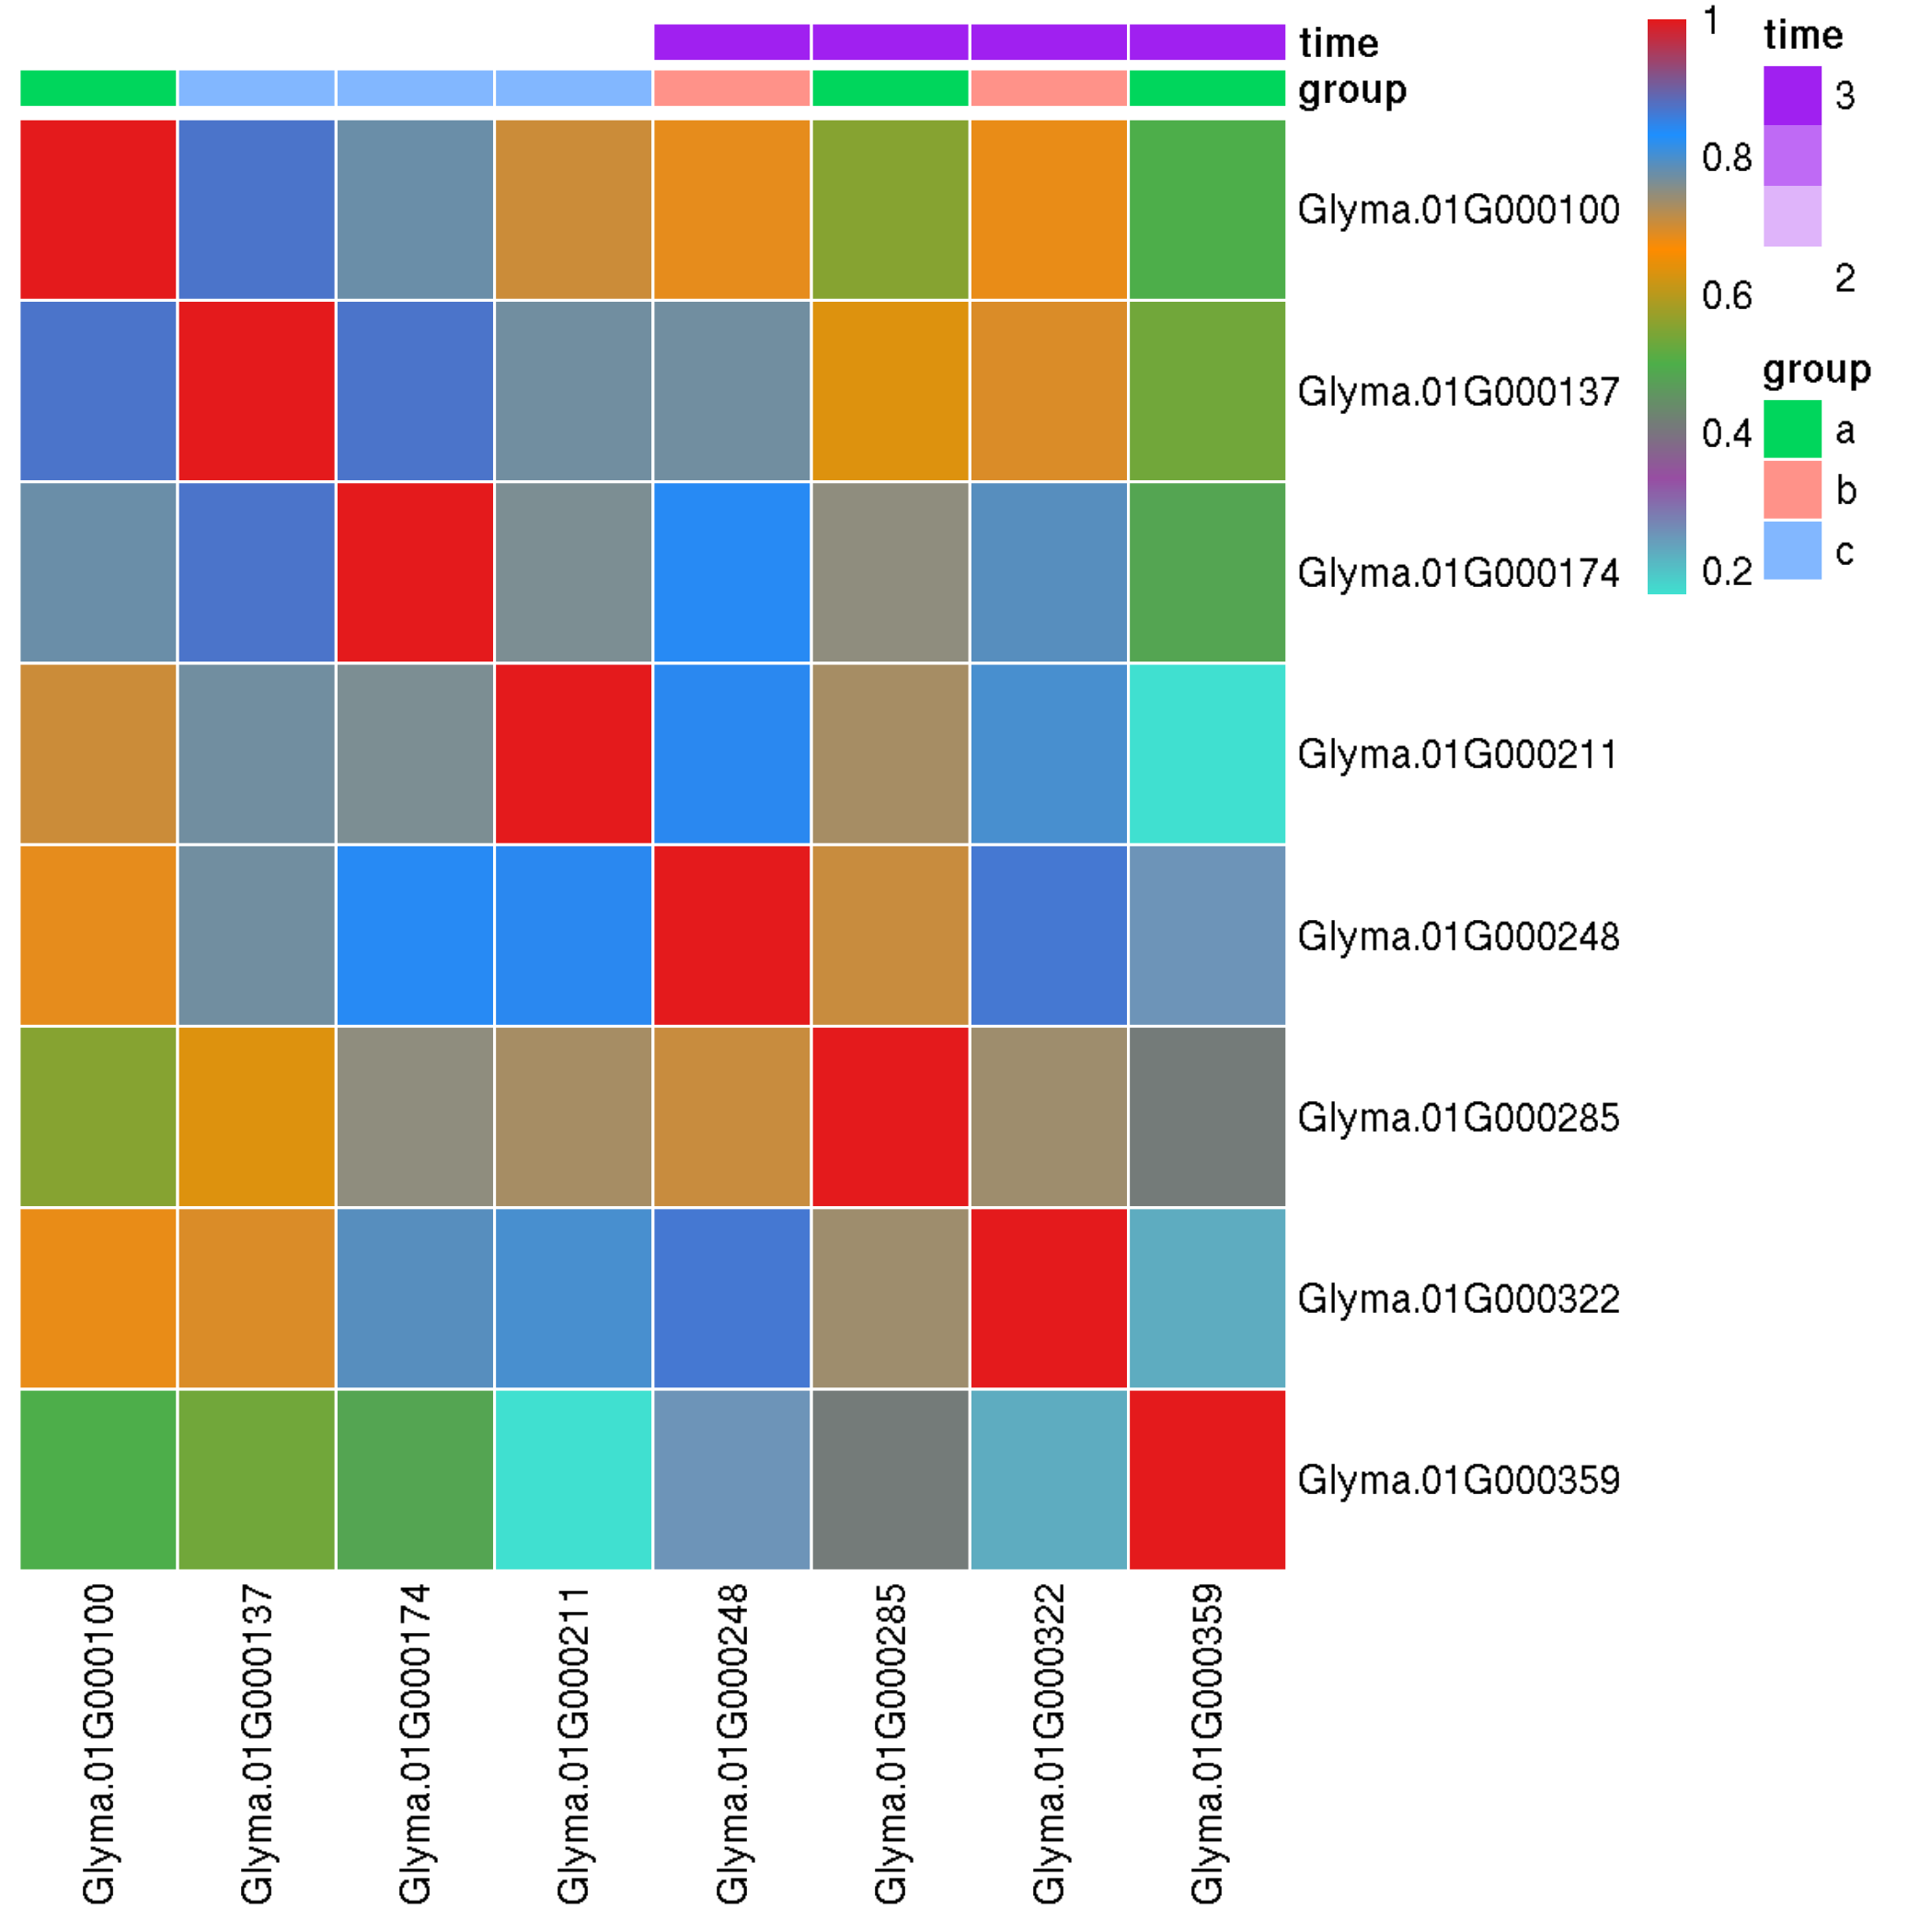 time
group
Glyma.01G000100
Glyma.01G000137
Glyma.01G000174
Glyma.01G000211
Glyma.01G000248
Glyma.01G000285
Glyma.01G000322
Glyma.01G000359
Glyma.01G000100
Glyma.01G000137
Glyma.01G000174
Glyma.01G000211
Glyma.01G000248
Glyma.01G000285
Glyma.01G000322
Glyma.01G000359
1
0.8
0.6
0.4
0.2
time
3
2
group
a
b
c